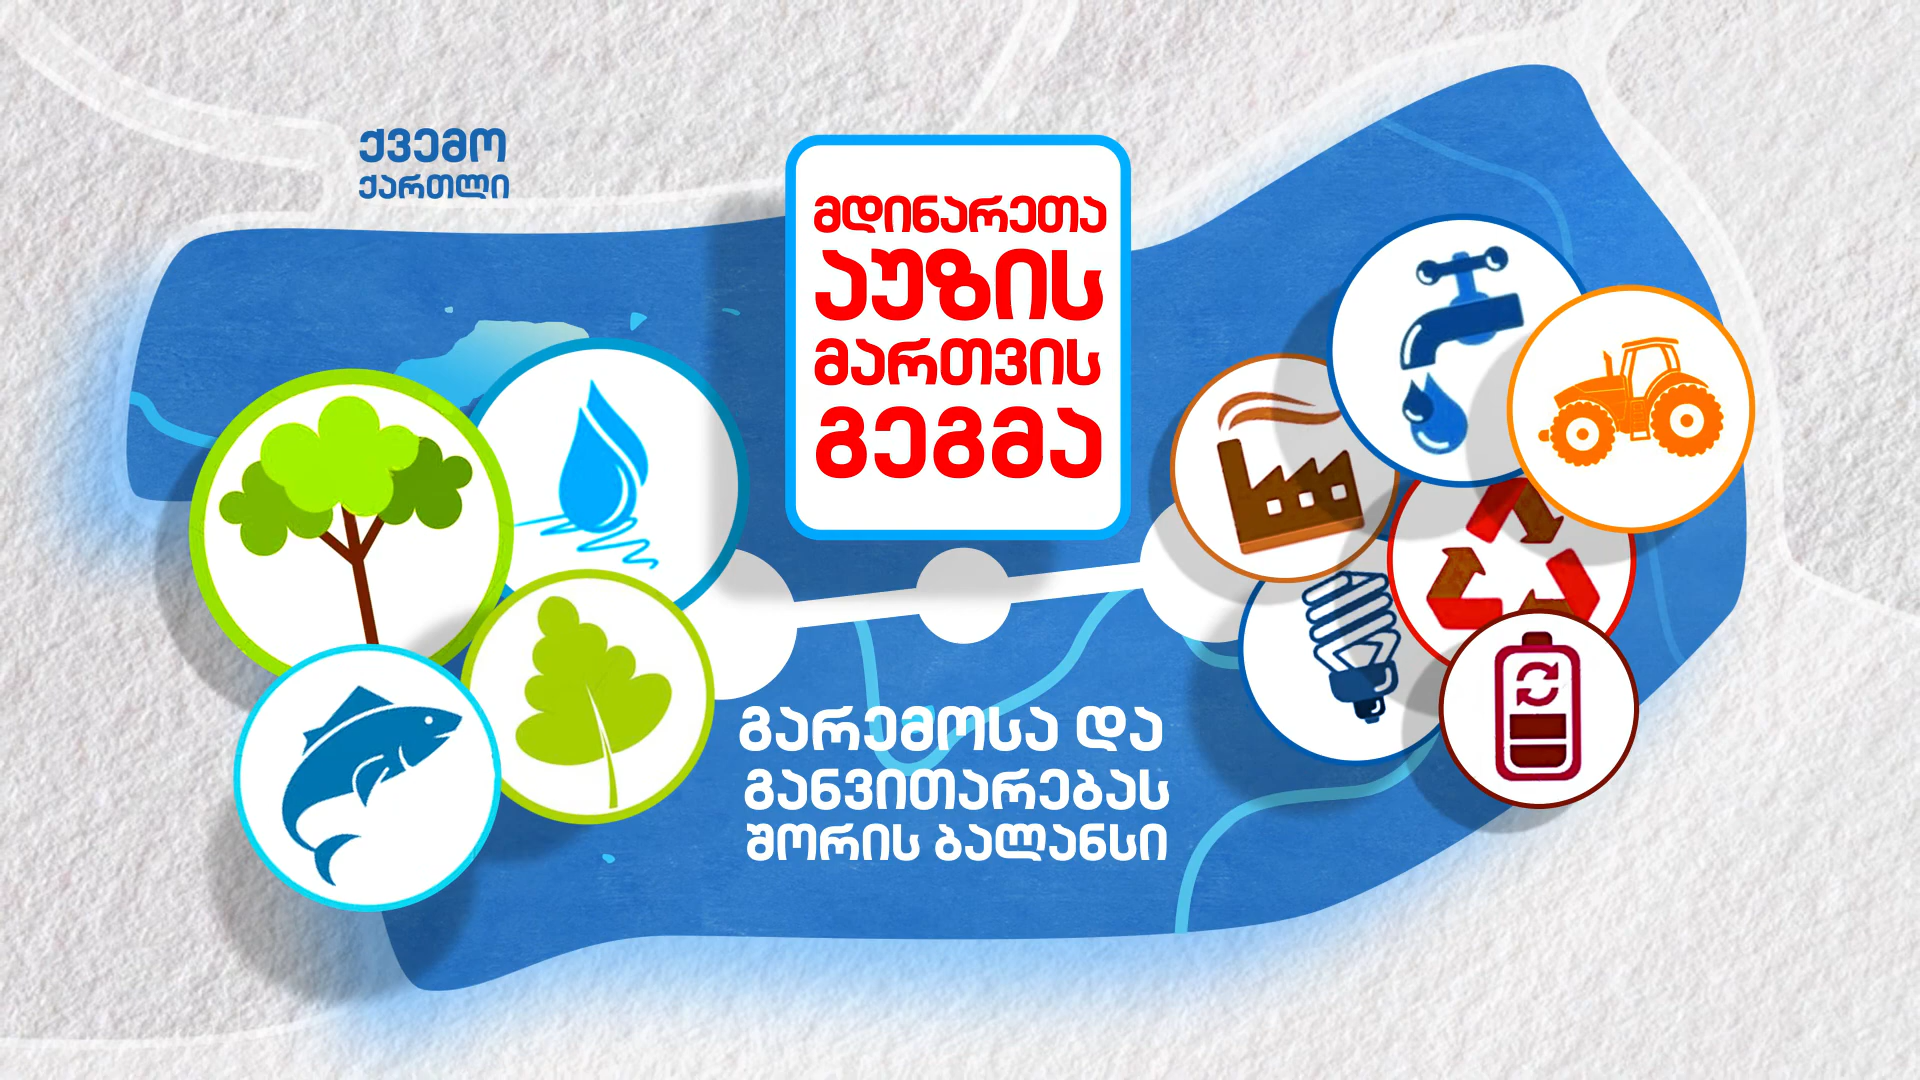 ქვემო
ქართლი
მდინარეთა
აუზის
მართვის
გეგმა
გარემოსა და
განვითარებას
შორის ბალანსი